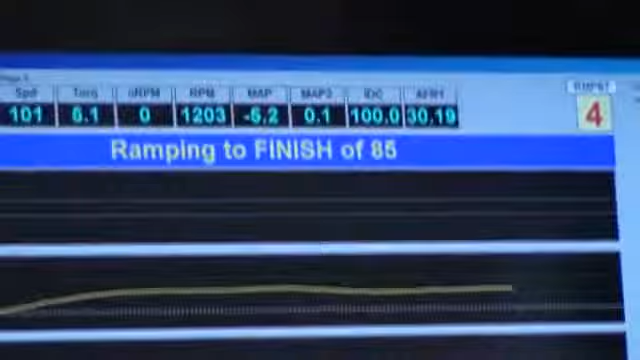 Spd Torq eRPM RPM MAP MAP2 IDC AFR1
101 6.1 0 1203 -5.2 0.1 100.0 30.19
4
Ramping to FINISH of 85